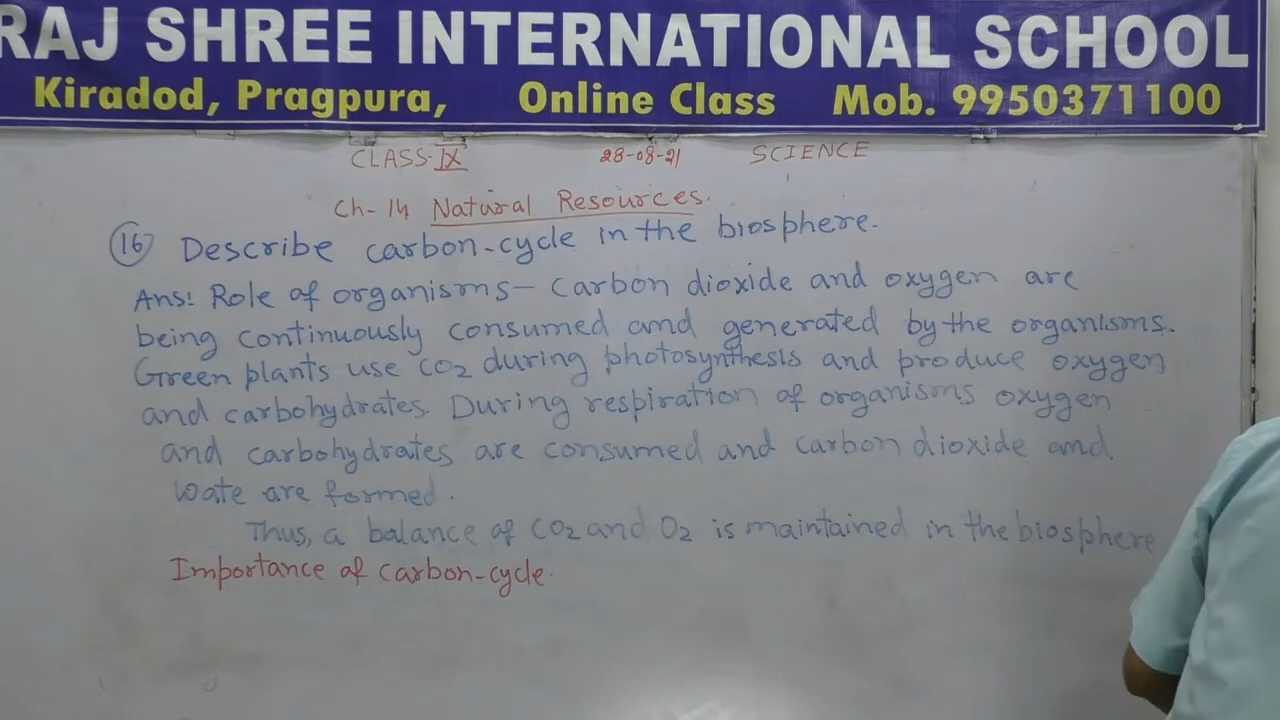 RAJ SHREE INTERNATIONAL SCHOOL
Kiradod, Pragpura, Online Class Mob. 9950371100
CLASS-IX 28-08-21 SCIENCE
Ch-14 Natural Resources.
16 Describe carbon-cycle in the biosphere.
Ans: Role of organisms- Carbon dioxide and oxygen are
being continuously consumed and generated by the organisms.
Green plants use CO2 during photosynthesis and produce oxygen
and carbohydrates. During respiration of organisms oxygen
and carbohydrates are consumed and carbon dioxide and
wate are formed.
Thus, a balance of CO2 and O2 is maintained in the biosphere
Importance of carbon-cycle.